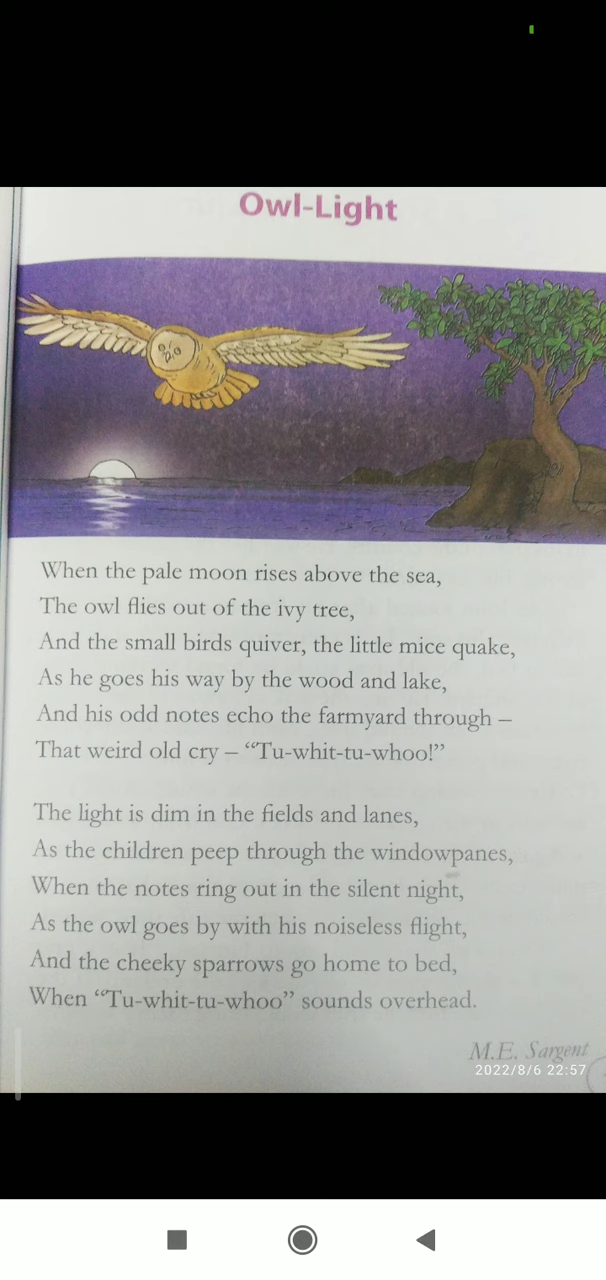 Owl-Light
When the pale moon rises above the sea,
The owl flies out of the ivy tree,
And the small birds quiver, the little mice quake,
As he goes his way by the wood and lake,
And his odd notes echo the farmyard through –
That weird old cry – “Tu-whit-tu-whoo!”
The light is dim in the fields and lanes,
As the children peep through the windowpanes,
When the notes ring out in the silent night,
As the owl goes by with his noiseless flight,
And the cheeky sparrows go home to bed,
When “Tu-whit-tu-whoo” sounds overhead.
M.E. Sargent
2022/8/6 22:57